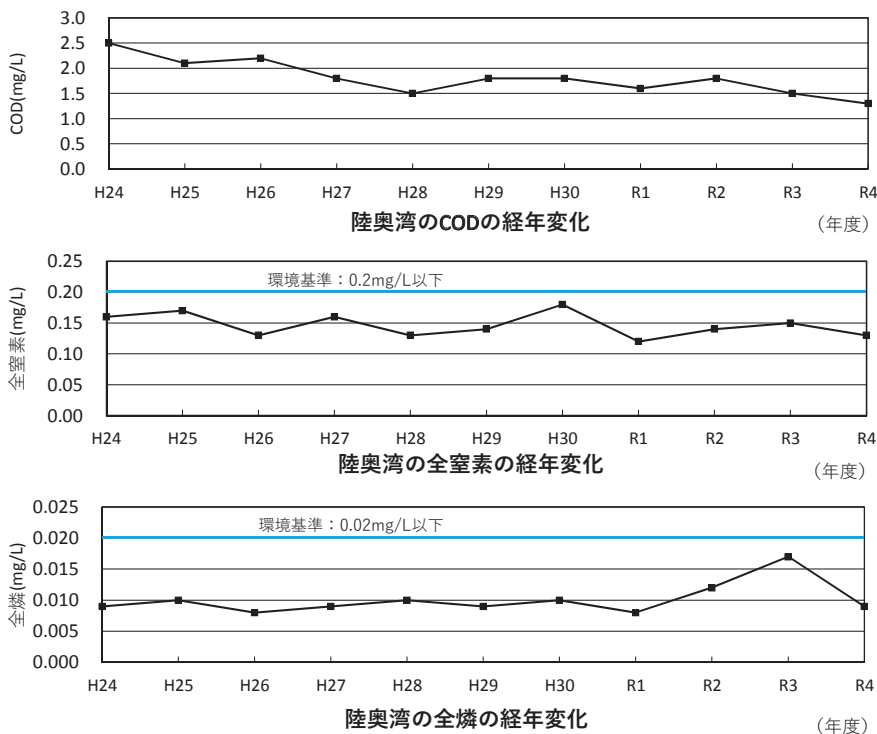 COD(mg/L)
3.0
2.5
2.0
1.5
1.0
0.5
0.0
H24 H25 H26 H27 H28 H29 H30 R1 R2 R3 R4
陸奥湾のCODの経年変化
（年度）
全窒素(mg/L)
0.25
0.20
0.15
0.10
0.05
0.00
環境基準：0.2mg/L以下
H24 H25 H26 H27 H28 H29 H30 R1 R2 R3 R4
陸奥湾の全窒素の経年変化
（年度）
全燐(mg/L)
0.025
0.020
0.015
0.010
0.005
0.000
環境基準：0.02mg/L以下
H24 H25 H26 H27 H28 H29 H30 R1 R2 R3 R4
陸奥湾の全燐の経年変化
（年度）